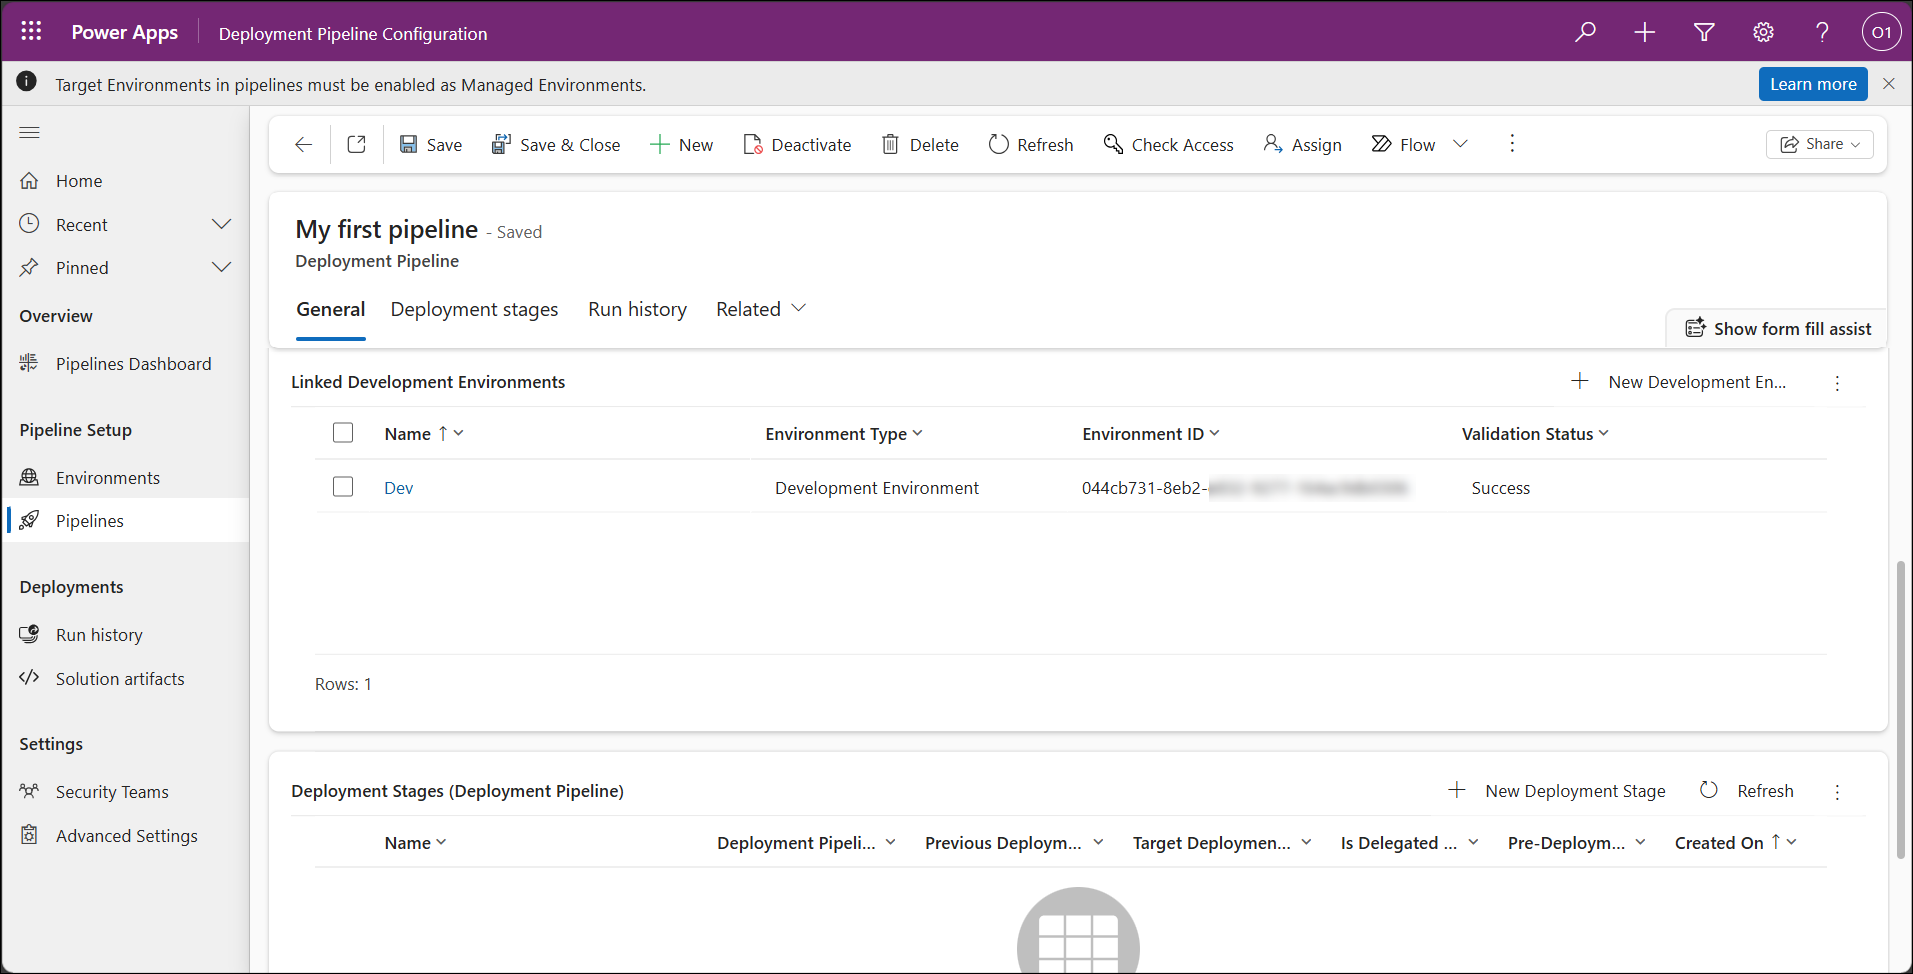 Power Apps
Deployment Pipeline Configuration
O1
Target Environments in pipelines must be enabled as Managed Environments.
Learn more
Home
Recent
Pinned
Overview
Pipelines Dashboard
Pipeline Setup
Environments
Pipelines
Deployments
Run history
Solution artifacts
Settings
Security Teams
Advanced Settings
Save
Save & Close
New
Deactivate
Delete
Refresh
Check Access
Assign
Flow
Share
My first pipeline - Saved
Deployment Pipeline
General
Deployment stages
Run history
Related
Show form fill assist
Linked Development Environments
New Development En...
Name
Environment Type
Environment ID
Validation Status
Dev
Development Environment
044cb731-8eb2-
Success
Rows: 1
Deployment Stages (Deployment Pipeline)
New Deployment Stage
Refresh
Name
Deployment Pipeli...
Previous Deploym...
Target Deploymen...
Is Delegated ...
Pre-Deploym...
Created On